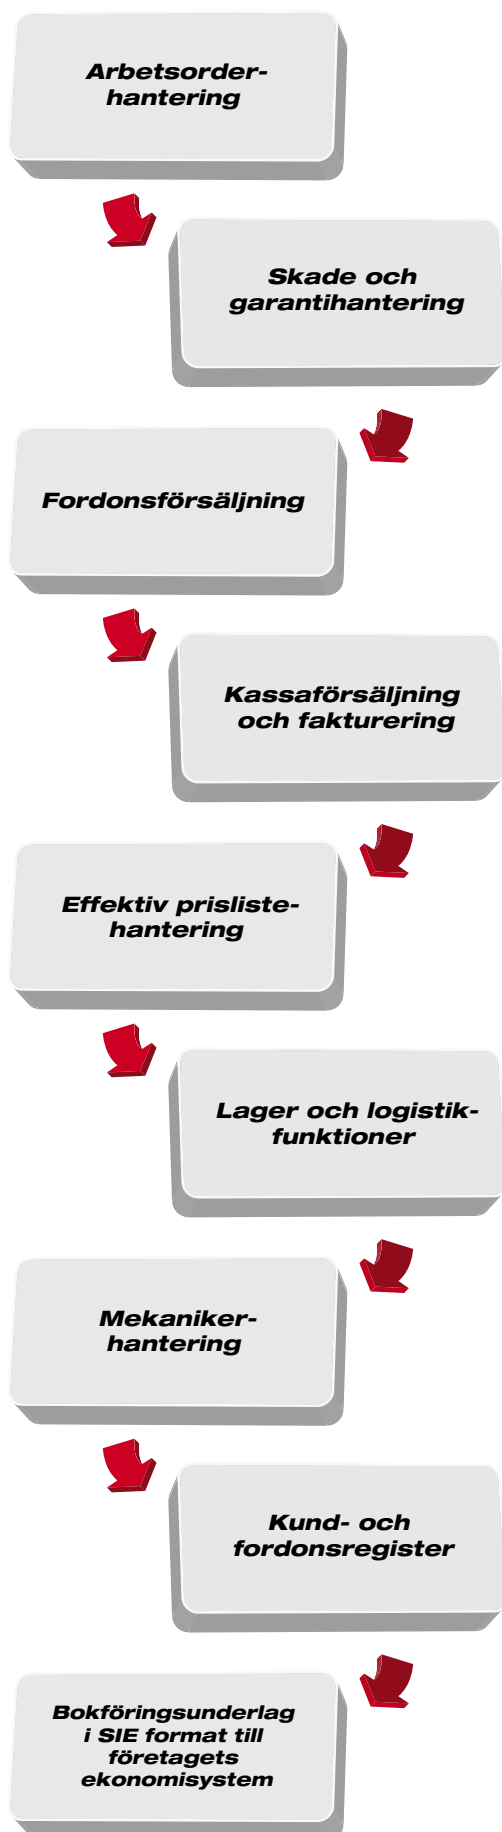 Arbetsorder-
hantering
Skade och
garantihantering
Fordonsförsäljning
Kassaförsäljning
och fakturering
Effektiv prisliste-
hantering
Lager och logistik-
funktioner
Mekaniker-
hantering
Kund- och
fordonsregister
Bokföringsunderlag
i SIE format till
företagets
ekonomisystem